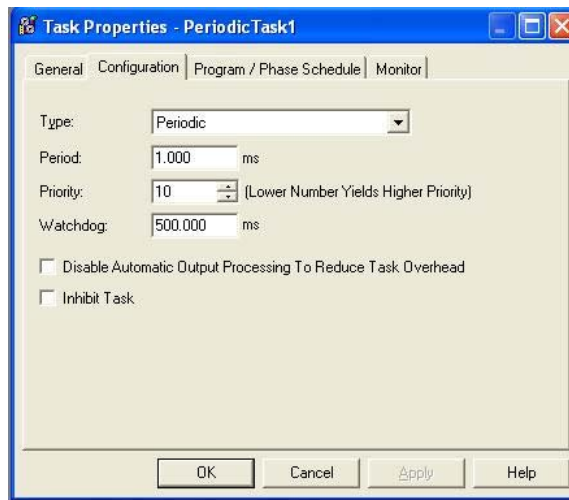 Task Properties - PeriodicTask1
General Configuration Program / Phase Schedule Monitor
Type: Periodic
Period: 1.000 ms
Priority: 10 (Lower Number Yields Higher Priority)
Watchdog: 500.000 ms
Disable Automatic Output Processing To Reduce Task Overhead
Inhibit Task
OK Cancel Apply Help